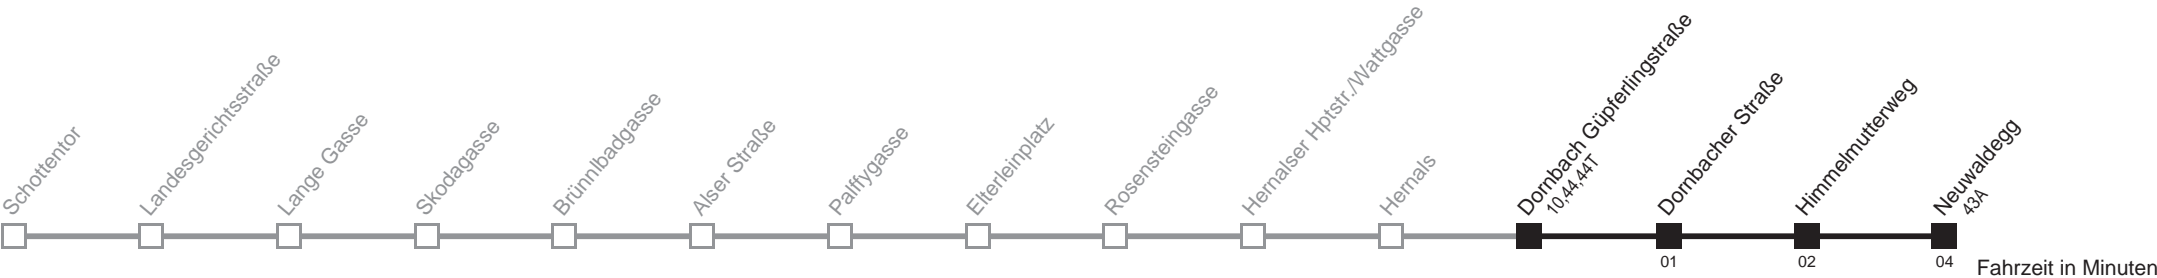 Schottentor
Landesgerichtsstraße
Lange Gasse
Skodagasse
Brünnlbadgasse
Alser Straße
Palffygasse
Elterleinplatz
Rosensteingasse
Hernalser Hptstr./Wattgasse
Hernals
Dornbach Güpferlingstraße
10,44,44T
Dornbacher Straße
Himmelmutterweg
Neuwaldegg
43A
01
02
04
Fahrzeit in Minuten